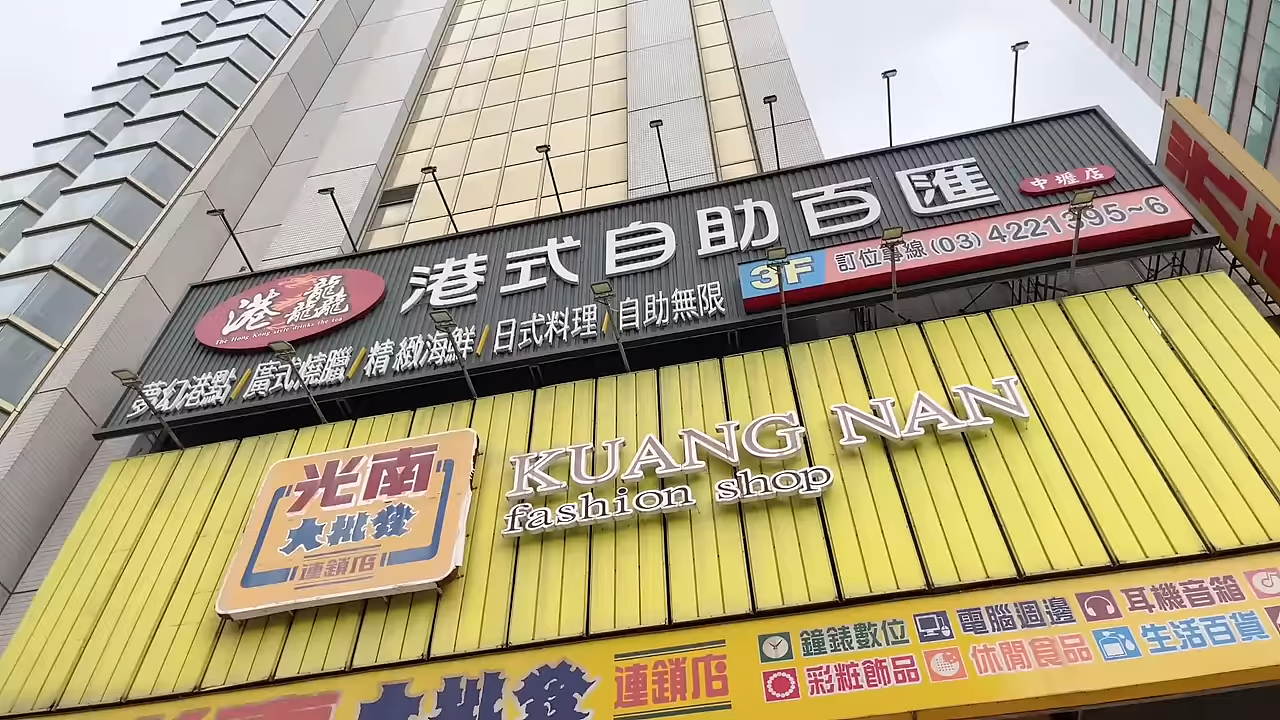 港式自助百匯
中壢店
3F 訂位專線 (03) 4221395~6
港龍龍龍龍
The Hong Kong style drinks the tea
夢幻港點/廣式燒臘/精緻海鮮/日式料理/自助無限
KUANG NAN
fashion shop
光南
大批發
連鎖店
大批發 連鎖店
鐘錶數位 電腦週邊 耳機音箱
彩粧飾品 休閒食品 生活百貨